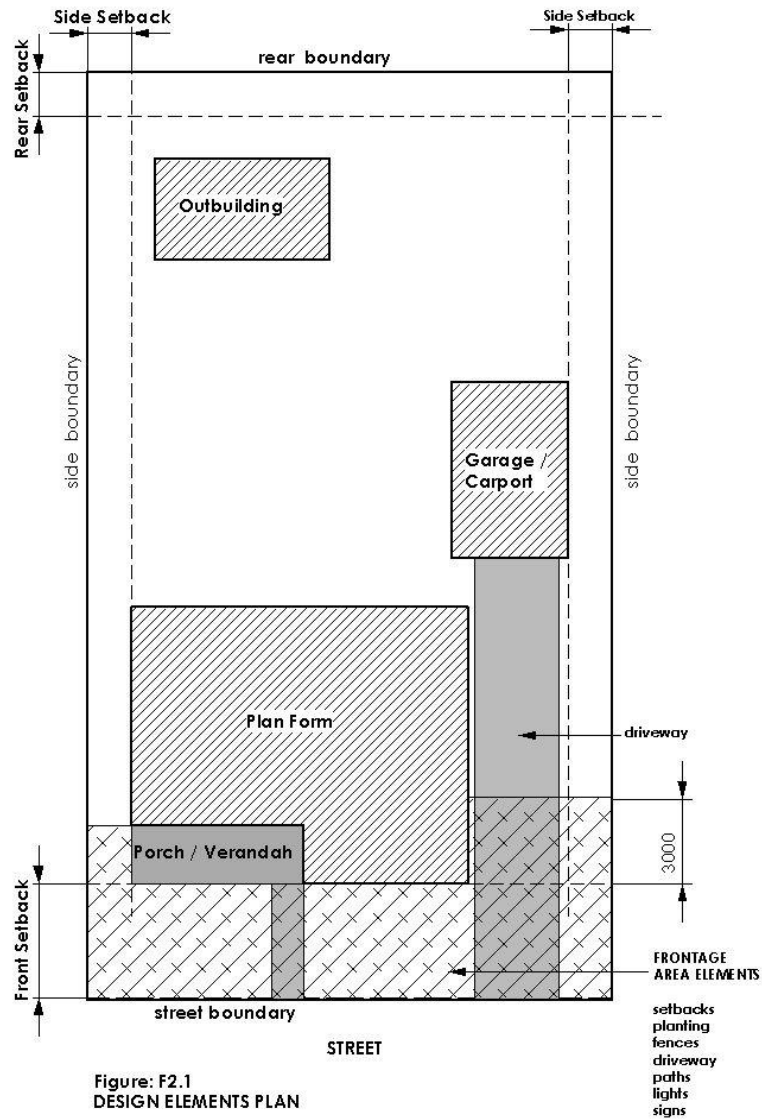 Side Setback
Side Setback
rear boundary
Rear Setback
Outbuilding
side boundary
side boundary
Garage /
Carport
Plan Form
driveway
Porch / Verandah
3000
Front Setback
FRONTAGE
AREA ELEMENTS
street boundary
setbacks
planting
fences
driveway
paths
lights
signs
STREET
Figure: F2.1
DESIGN ELEMENTS PLAN